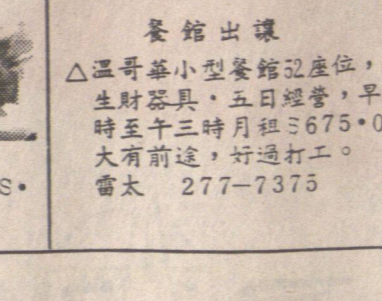 餐館出讓
△溫哥華小型餐館52座位，
生財器具・五日經營，早
時至午三時月租$675・0
大有前途，好過打工。
雷太 277—7375
S・